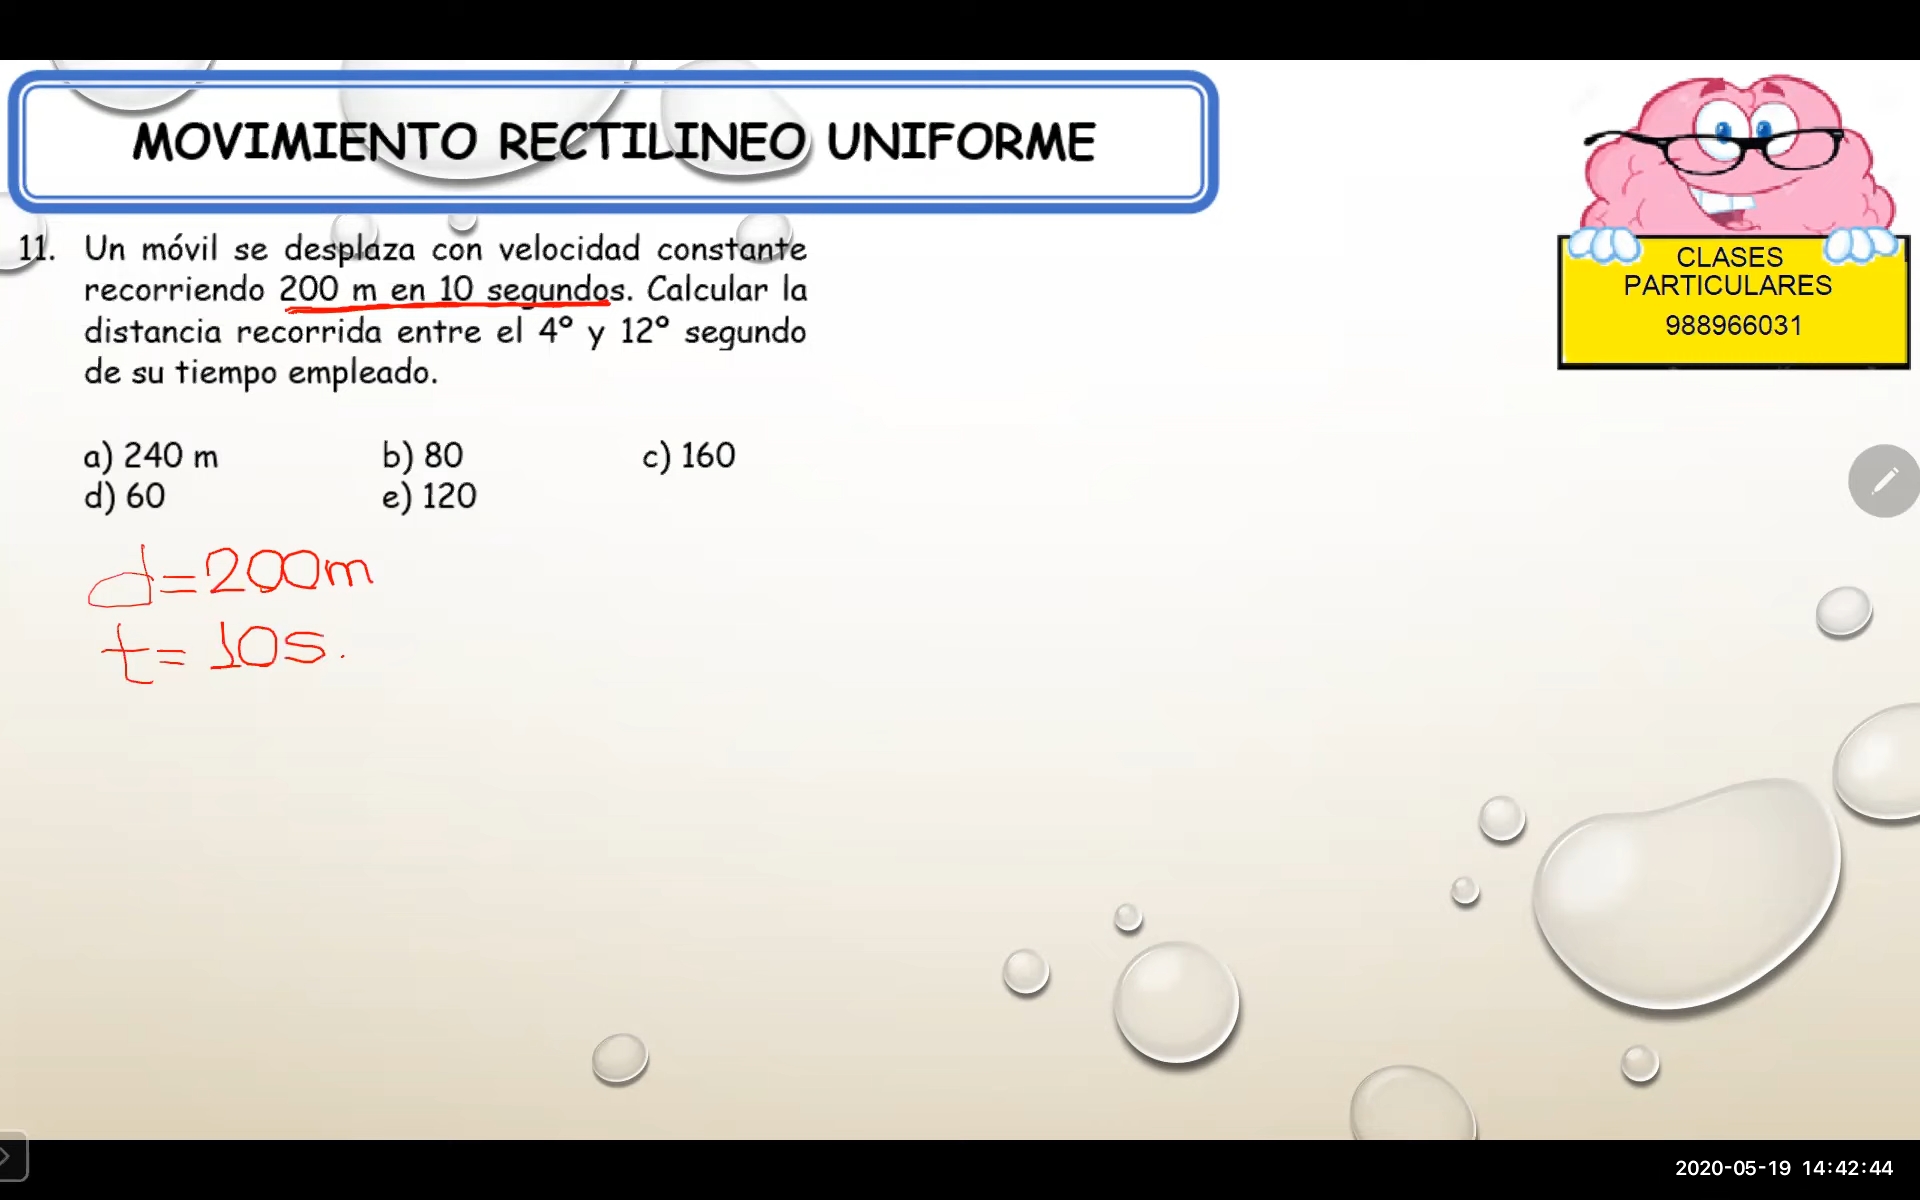 MOVIMIENTO RECTILINEO UNIFORME
CLASES
PARTICULARES
988966031
11. Un móvil se desplaza con velocidad constante
recorriendo 200 m en 10 segundos. Calcular la
distancia recorrida entre el 4º y 12º segundo
de su tiempo empleado.
a) 240 m b) 80 c) 160
d) 60 e) 120
d=200m
t= 10s.
2020-05-19 14:42:44